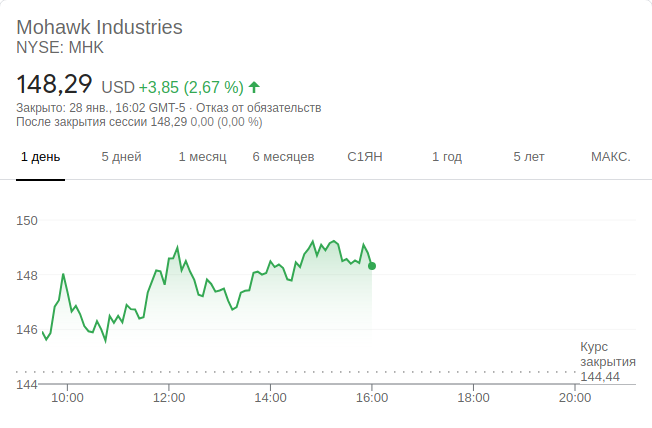 Mohawk Industries
NYSE: MHK
148,29 USD +3,85 (2,67 %)
Закрыто: 28 янв., 16:02 GMT-5 · Отказ от обязательств
После закрытия сессии 148,29 0,00 (0,00 %)
1 день 5 дней 1 месяц 6 месяцев С1ЯН 1 год 5 лет МАКС.
150
148
146
Курс
закрытия
144,44
144
10:00 12:00 14:00 16:00 18:00 20:00